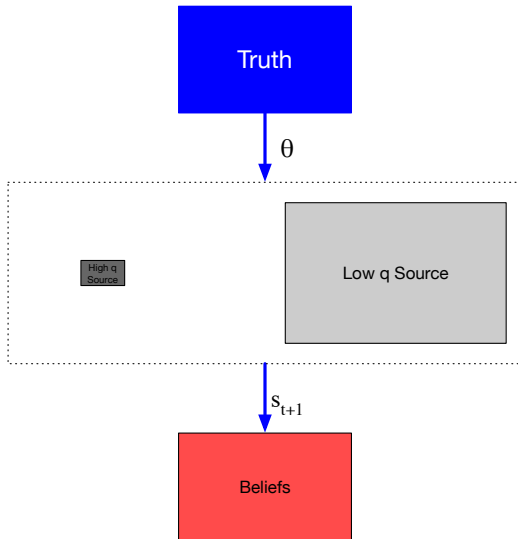 Truth
θ
High q
Source
Low q Source
s_{t+1}
Beliefs